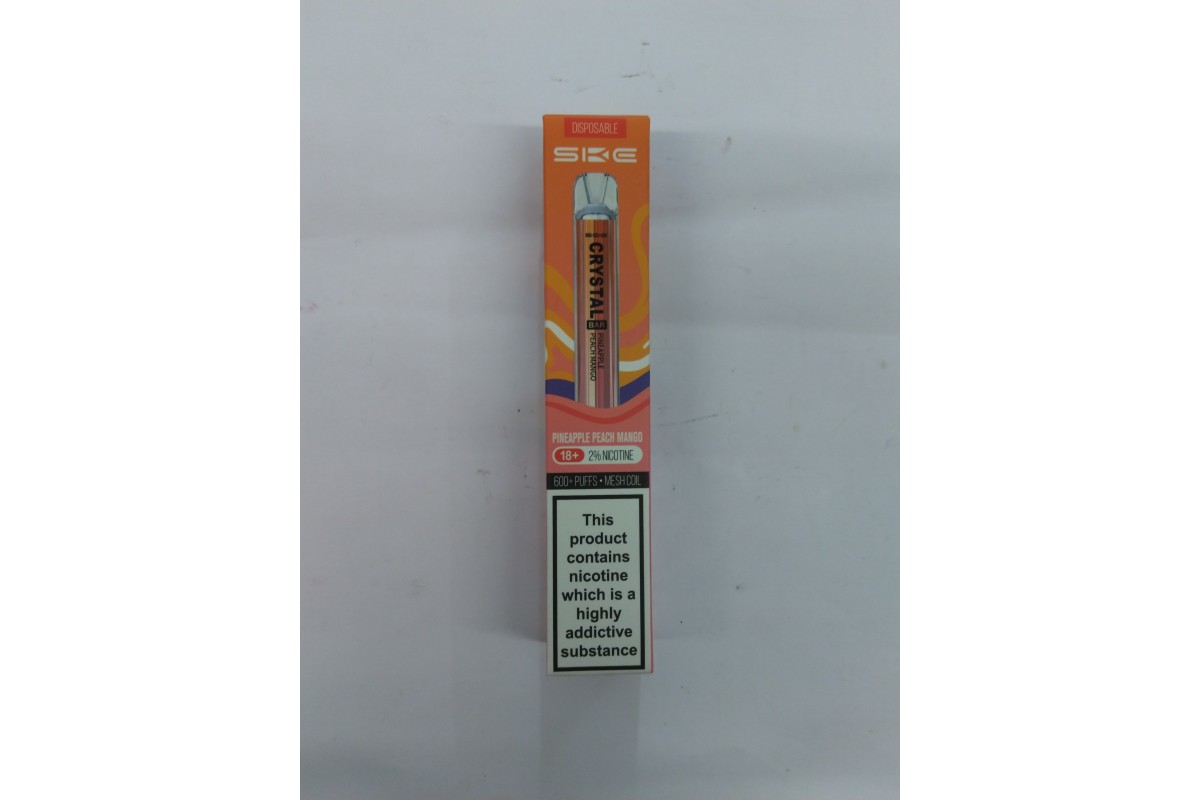 DISPOSABLE
SKE
CRYSTAL
BAR
PINEAPPLE
PEACH MANGO
PINEAPPLE PEACH MANGO
18+ 2% NICOTINE
600+ PUFFS • MESH COIL
This
product
contains
nicotine
which is a
highly
addictive
substance